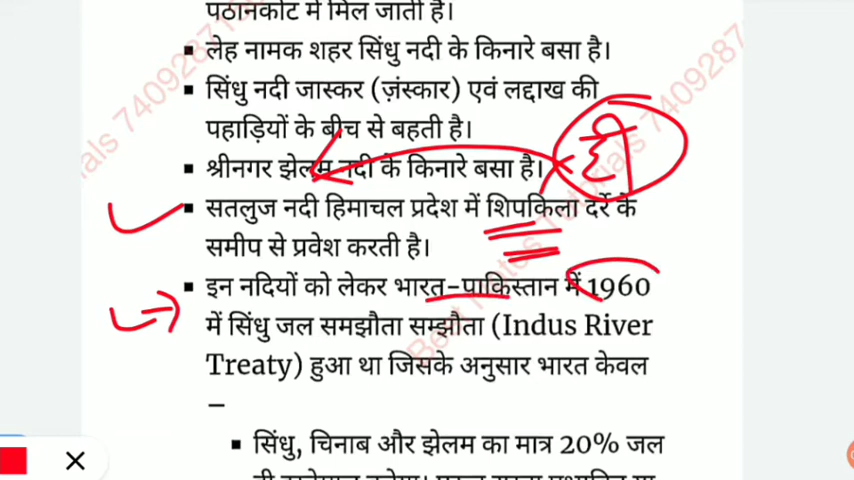 पठानकोट में मिल जाती है।
▪ लेह नामक शहर सिंधु नदी के किनारे बसा है।
▪ सिंधु नदी जास्कर (ज़ंस्कार) एवं लद्दाख की
पहाड़ियों के बीच से बहती है।
▪ श्रीनगर झेलम नदी के किनारे बसा है।
▪ सतलुज नदी हिमाचल प्रदेश में शिपकिला दर्रे के
समीप से प्रवेश करती है।
▪ इन नदियों को लेकर भारत-पाकिस्तान में 1960
में सिंधु जल समझौता सम्झौता (Indus River
Treaty) हुआ था जिसके अनुसार भारत केवल
–
▪ सिंधु, चिनाब और झेलम का मात्र 20% जल